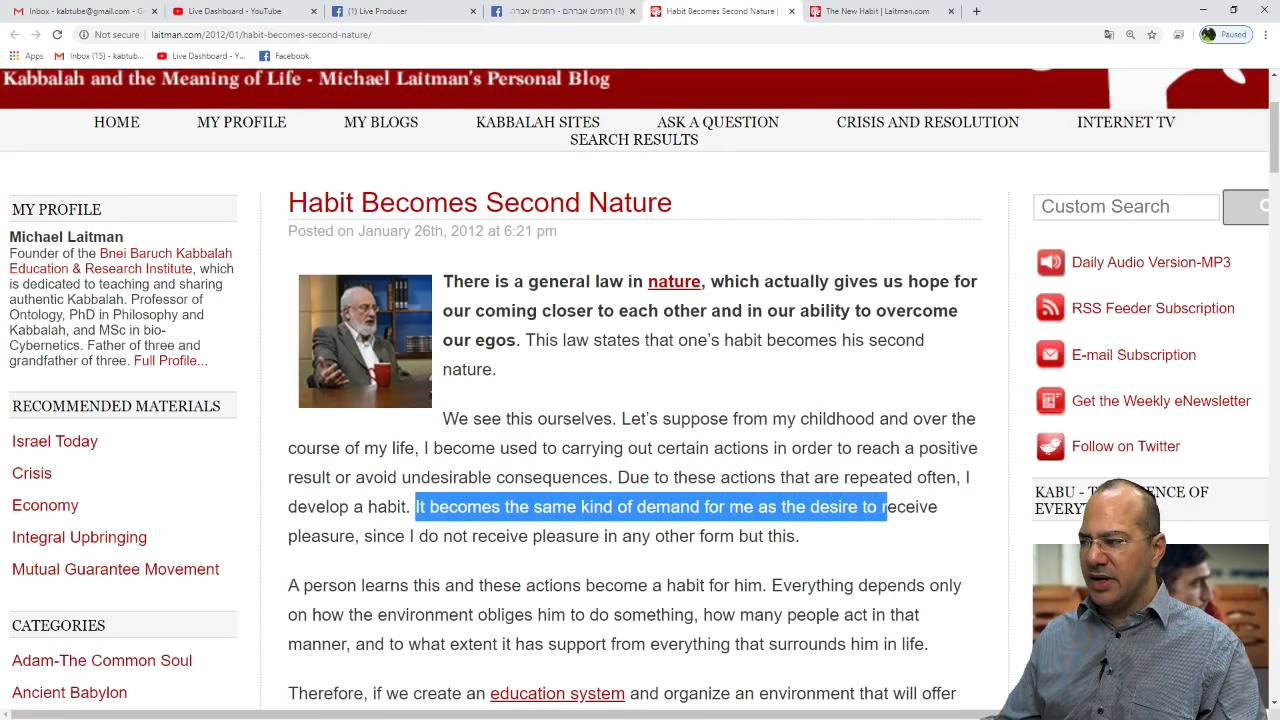 Inbox - kabtube@gmail.com - G
Live Dashboard - YouTube
(1) Live Producer
Habit Becomes Second Nature |
The New Habit | Laitman.com
Not secure | laitman.com/2012/01/habit-becomes-second-nature/
Paused
Apps
Inbox (15) - kabtub...
Live Dashboard - Y...
Facebook
Kabbalah and the Meaning of Life - Michael Laitman's Personal Blog
HOME MY PROFILE MY BLOGS KABBALAH SITES ASK A QUESTION CRISIS AND RESOLUTION INTERNET TV
SEARCH RESULTS
MY PROFILE
Michael Laitman
Founder of the Bnei Baruch Kabbalah
Education & Research Institute, which
is dedicated to teaching and sharing
authentic Kabbalah. Professor of
Ontology, PhD in Philosophy and
Kabbalah, and MSc in bio-
Cybernetics. Father of three and
grandfather of three. Full Profile...
RECOMMENDED MATERIALS
Israel Today
Crisis
Economy
Integral Upbringing
Mutual Guarantee Movement
CATEGORIES
Adam-The Common Soul
Ancient Babylon
Habit Becomes Second Nature
Posted on January 26th, 2012 at 6:21 pm
There is a general law in nature, which actually gives us hope for
our coming closer to each other and in our ability to overcome
our egos. This law states that one's habit becomes his second
nature.
We see this ourselves. Let's suppose from my childhood and over the
course of my life, I become used to carrying out certain actions in order to reach a positive
result or avoid undesirable consequences. Due to these actions that are repeated often, I
develop a habit. It becomes the same kind of demand for me as the desire to receive
pleasure, since I do not receive pleasure in any other form but this.
A person learns this and these actions become a habit for him. Everything depends only
on how the environment obliges him to do something, how many people act in that
manner, and to what extent it has support from everything that surrounds him in life.
Therefore, if we create an education system and organize an environment that will offer
Custom Search
Daily Audio Version-MP3
RSS Feeder Subscription
E-mail Subscription
Get the Weekly eNewsletter
Follow on Twitter
KABU - THE OF
EVERY